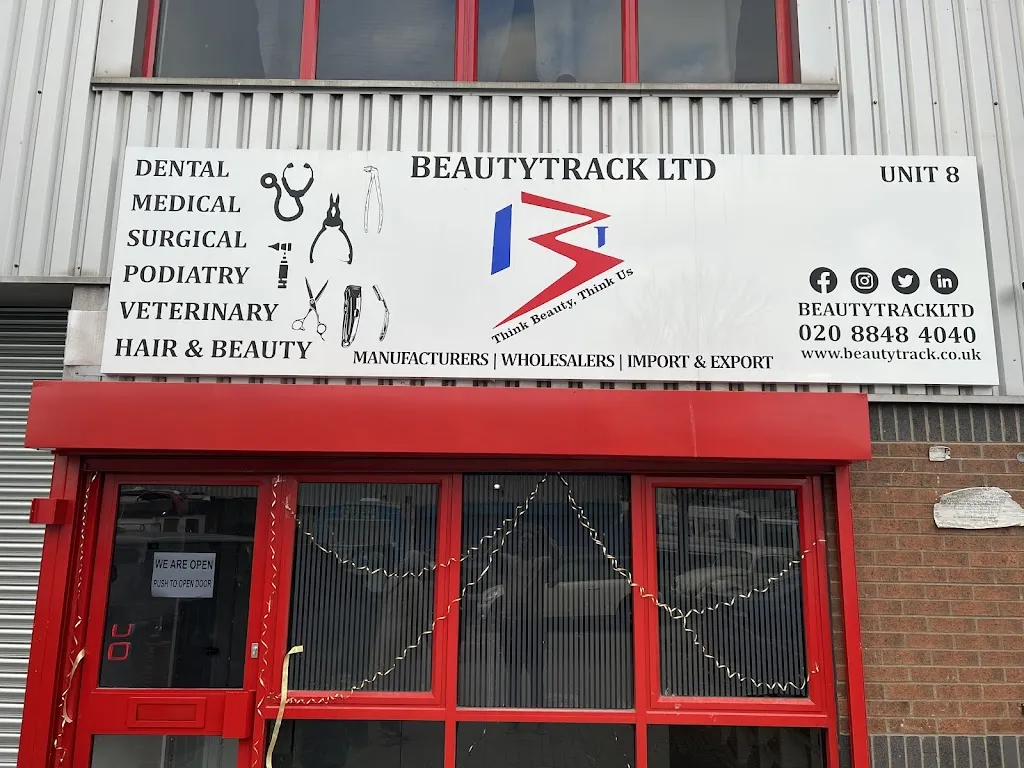 BEAUTYTRACK LTD
UNIT 8
DENTAL
MEDICAL
SURGICAL
PODIATRY
VETERINARY
HAIR & BEAUTY
T
Think Beauty, Think Us
MANUFACTURERS | WHOLESALERS | IMPORT & EXPORT
BEAUTYTRACKLTD
020 8848 4040
www.beautytrack.co.uk
WE ARE OPEN
PUSH TO OPEN DOOR